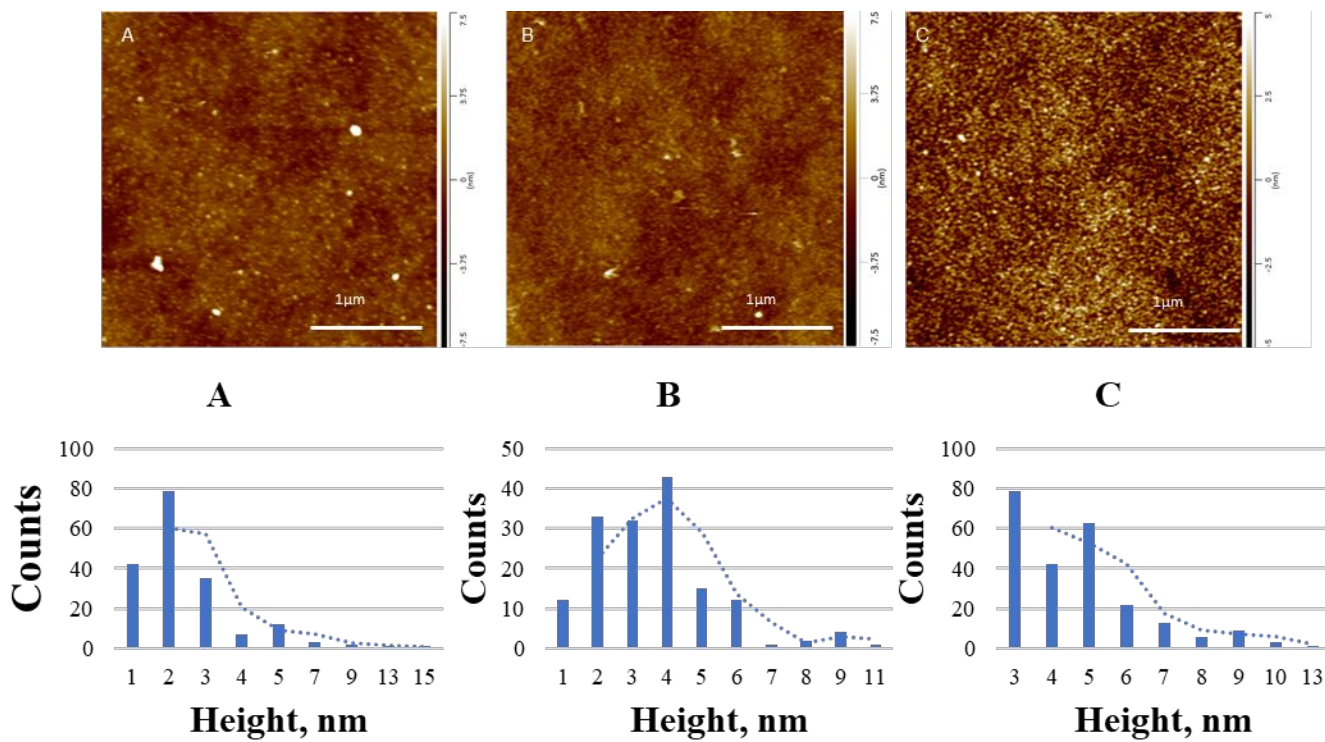 A
7.5
3.75
0
(nm)
-3.75
-7.5
1µm
B
7.5
3.75
0
(nm)
-3.75
-7.5
1µm
C
5
2.5
0
(nm)
-2.5
-5
1µm
A
B
C
Counts
100
80
60
40
20
0
1 2 3 4 5 7 9 13 15
Height, nm
Counts
50
40
30
20
10
0
1 2 3 4 5 6 7 8 9 11
Height, nm
Counts
100
80
60
40
20
0
3 4 5 6 7 8 9 10 13
Height, nm